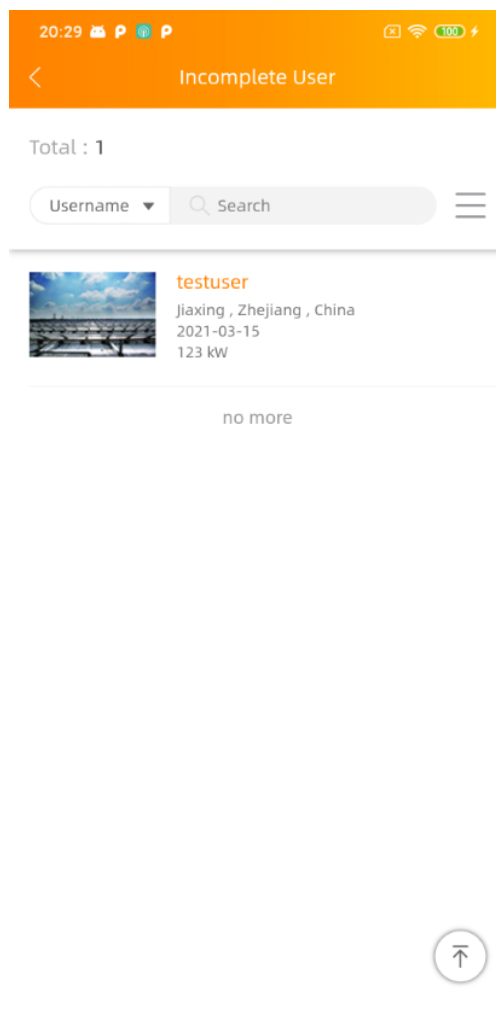 20:29
100
Incomplete User
Total : 1
Username
Search
testuser
Jiaxing , Zhejiang , China
2021-03-15
123 kW
no more